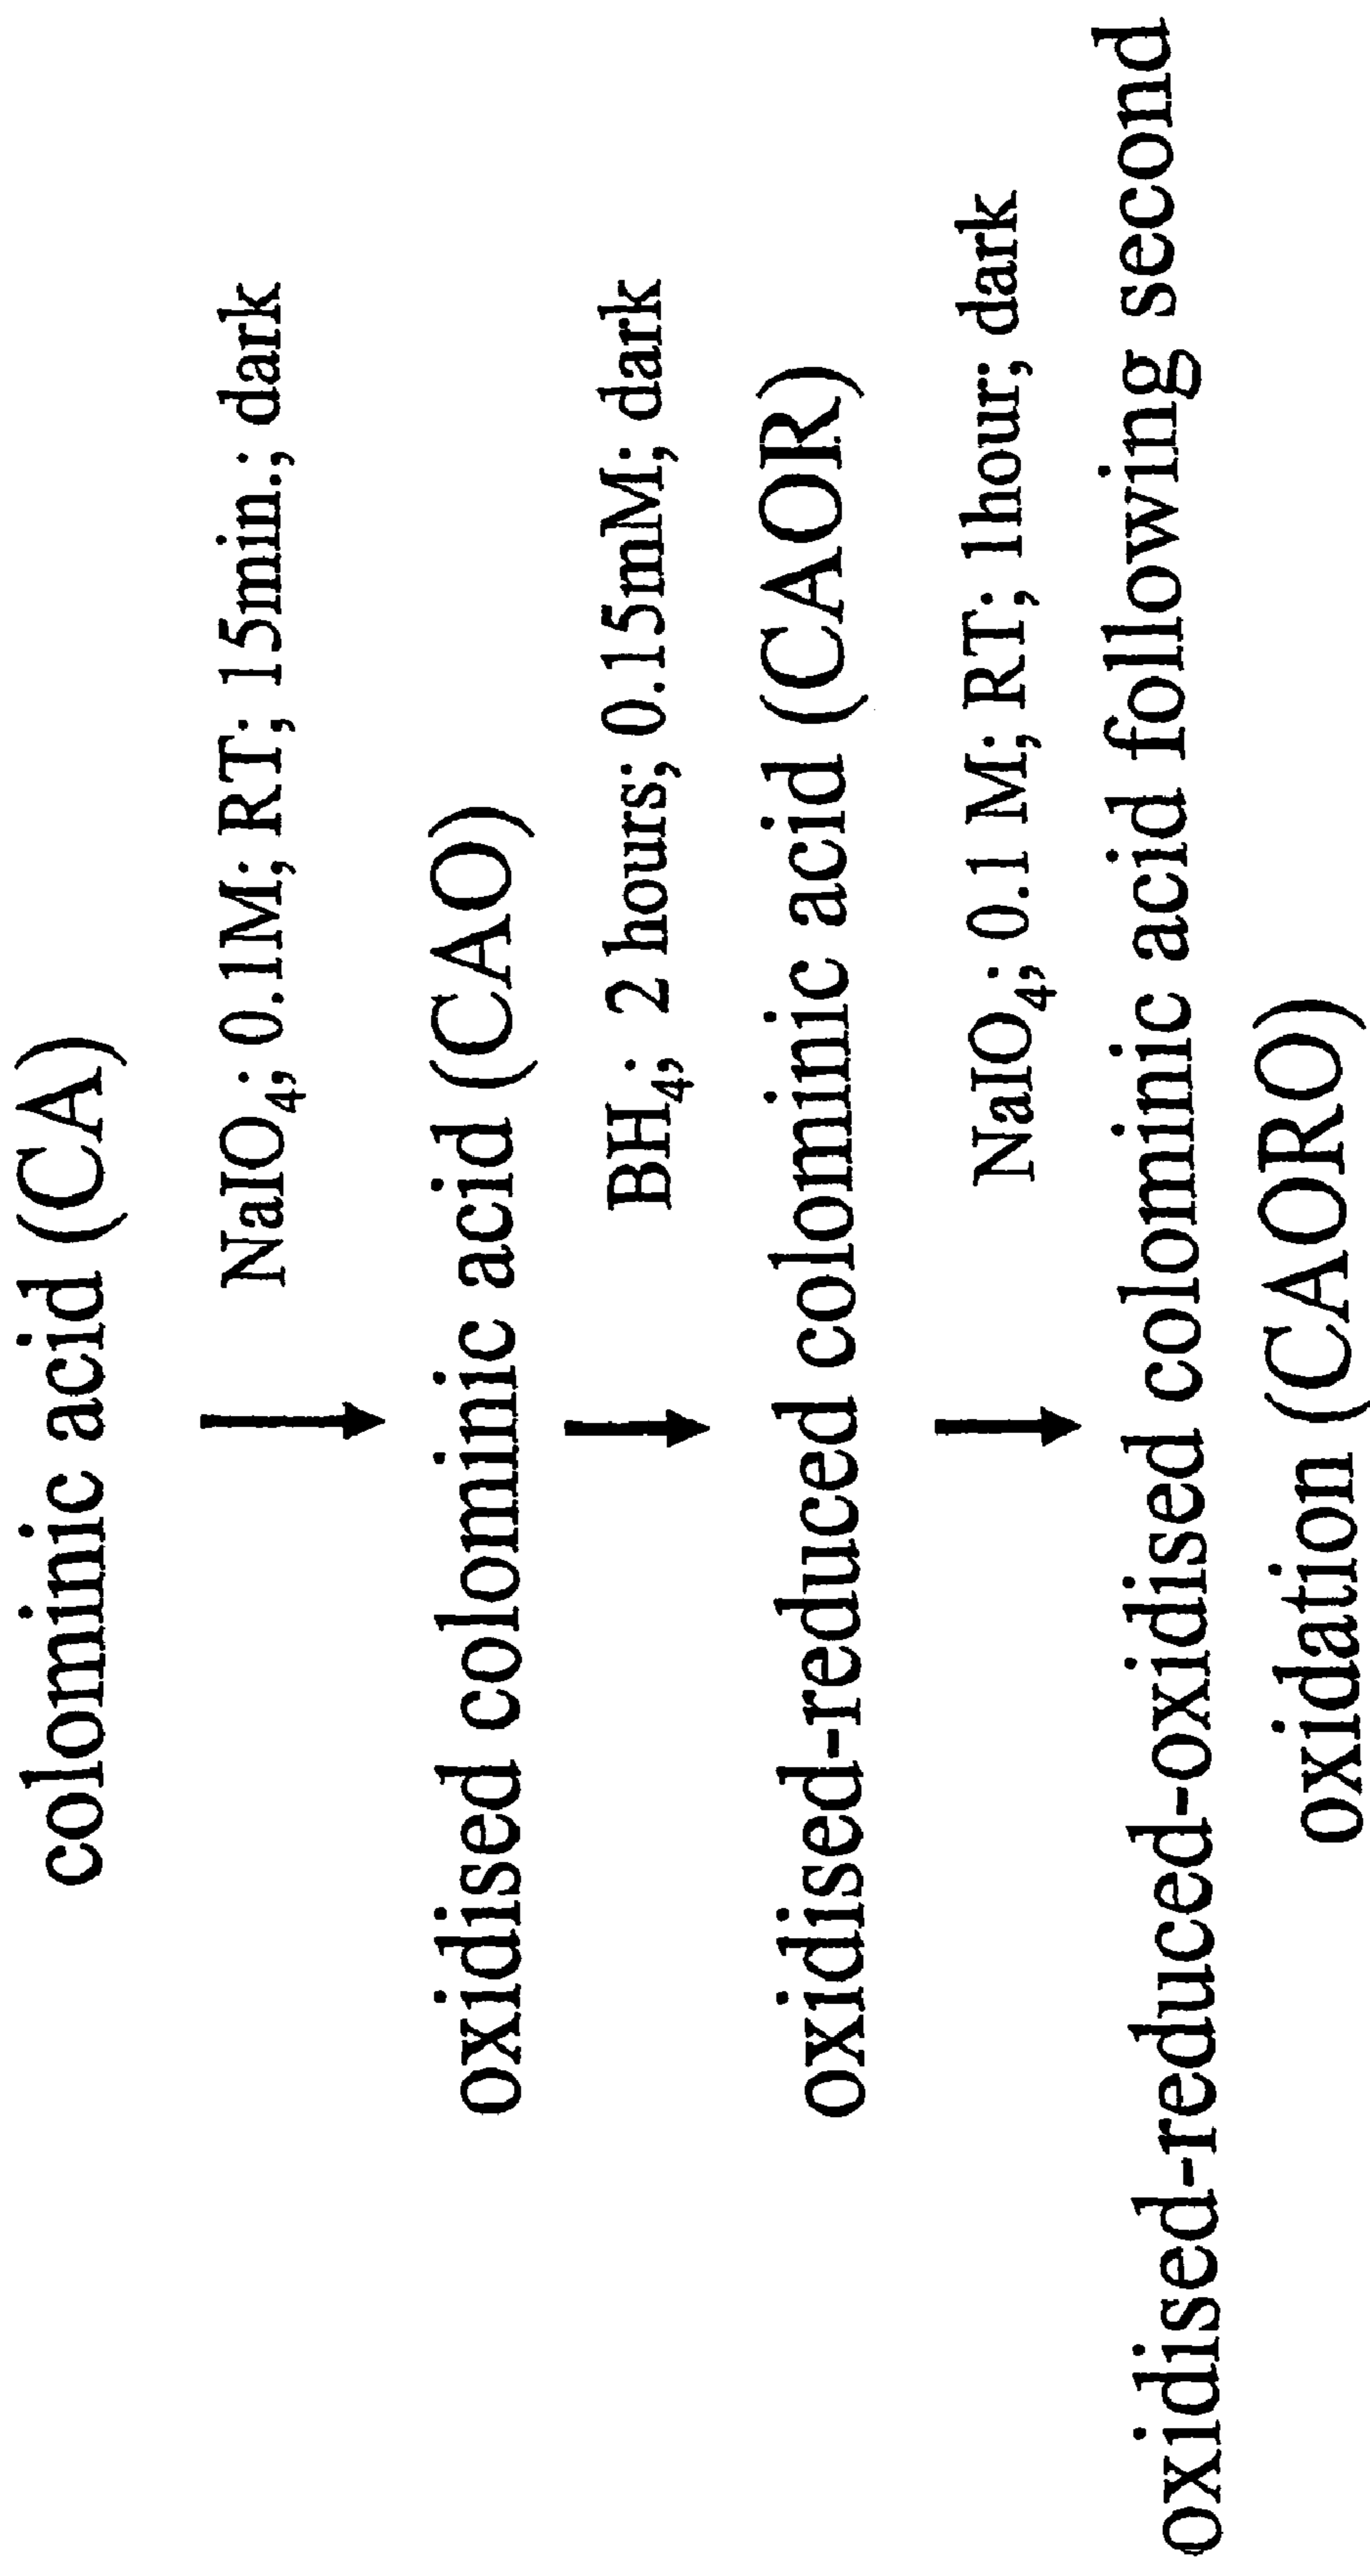 colominic acid (CA)
NaIO₄; 0.1M; RT; 15min.; dark
oxidised colominic acid (CAO)
BH₄; 2 hours; 0.15mM; dark
oxidised-reduced colominic acid (CAOR)
NaIO₄; 0.1 M; RT; 1hour; dark
oxidised-reduced-oxidised colominic acid following second
oxidation (CAORO)